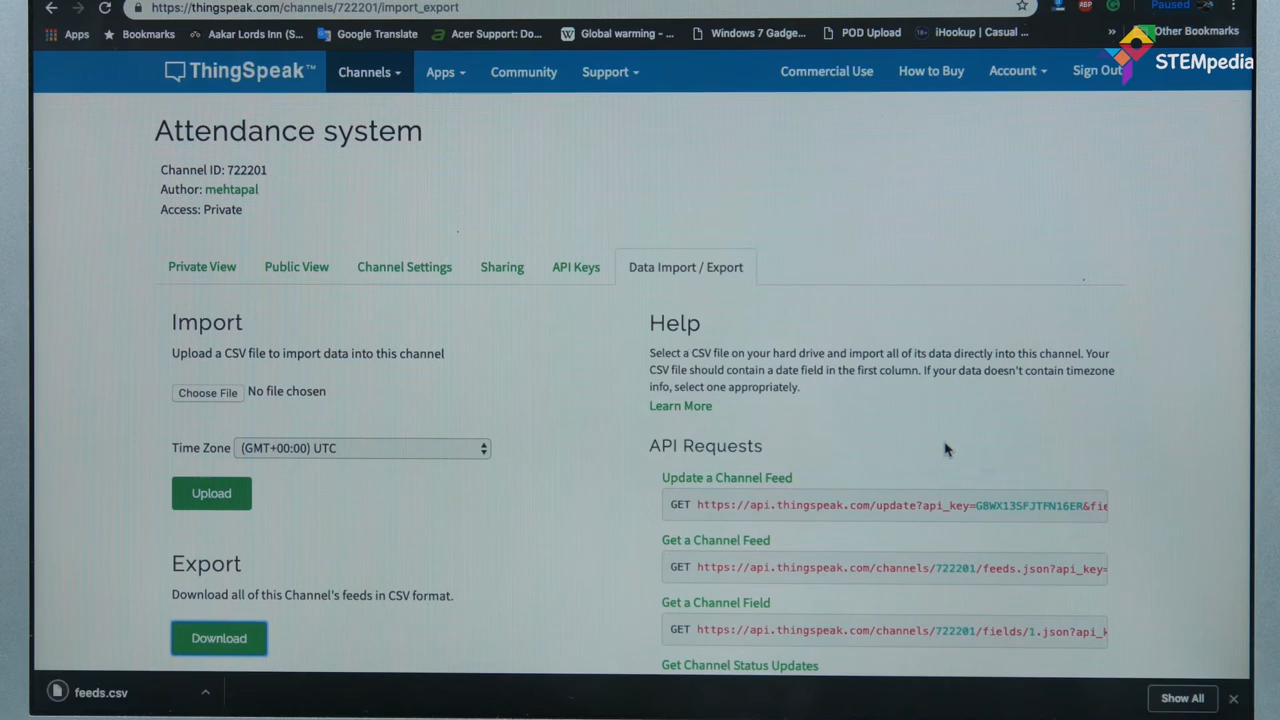 https://thingspeak.com/channels/722201/import_export
Paused
Apps Bookmarks Aakar Lords Inn (S... Google Translate Acer Support: Do... Global warming - ... Windows 7 Gadge... POD Upload iHookup | Casual ... » Other Bookmarks
STEMpedia
ThingSpeak™ Channels Apps Community Support Commercial Use How to Buy Account Sign Out
Attendance system
Channel ID: 722201
Author: mehtapal
Access: Private
Private View Public View Channel Settings Sharing API Keys Data Import / Export
Import
Upload a CSV file to import data into this channel
Choose File No file chosen
Time Zone (GMT+00:00) UTC
Upload
Export
Download all of this Channel's feeds in CSV format.
Download
Help
Select a CSV file on your hard drive and import all of its data directly into this channel. Your
CSV file should contain a date field in the first column. If your data doesn't contain timezone
info, select one appropriately.
Learn More
API Requests
Update a Channel Feed
GET https://api.thingspeak.com/update?api_key=G8WX13SFJTFN16ER&fie
Get a Channel Feed
GET https://api.thingspeak.com/channels/722201/feeds.json?api_key=
Get a Channel Field
GET https://api.thingspeak.com/channels/722201/fields/1.json?api_k
Get Channel Status Updates
feeds.csv
Show All